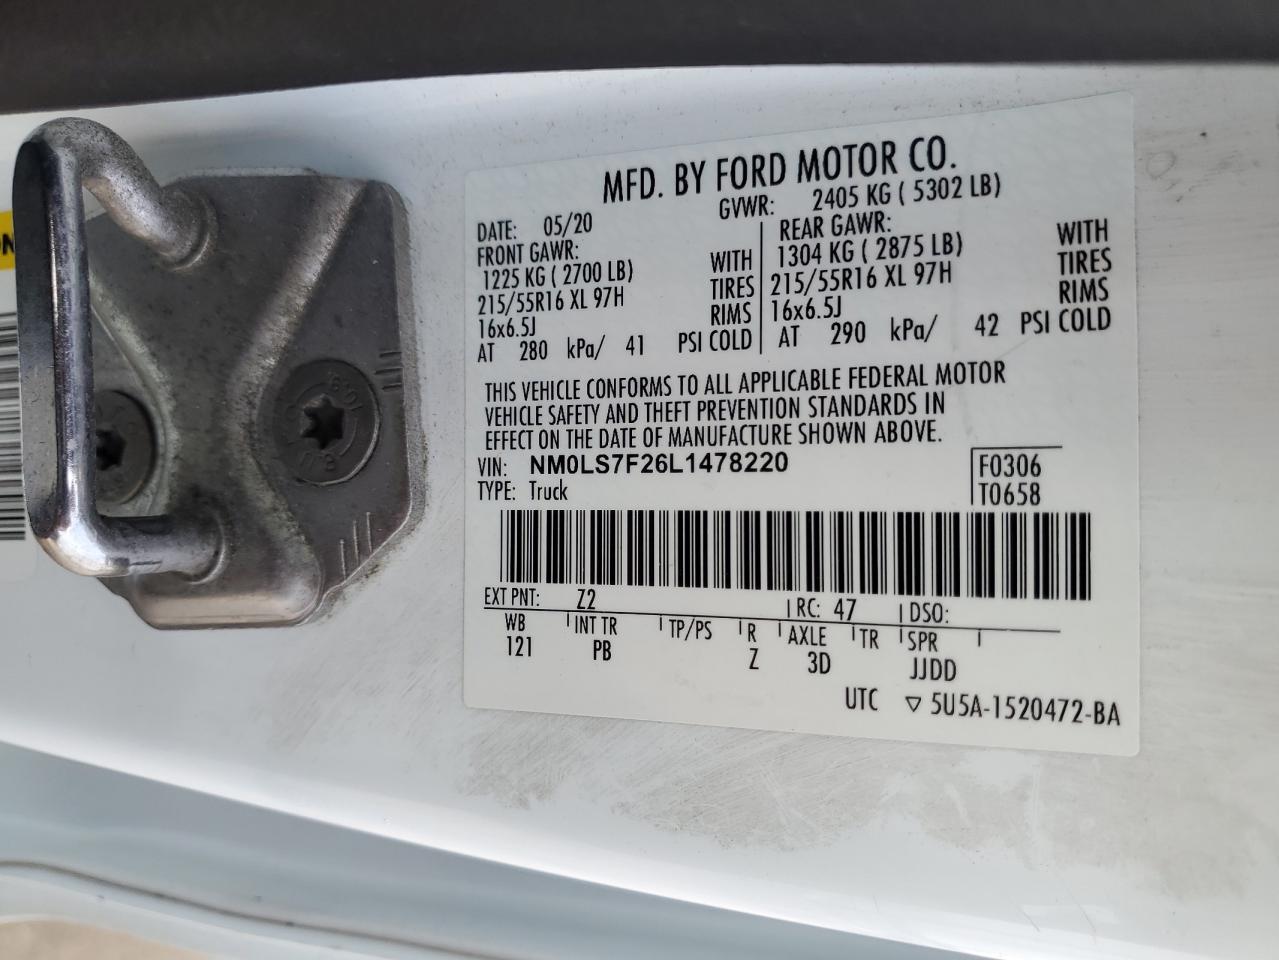 MFD. BY FORD MOTOR CO.
DATE: 05/20 GVWR: 2405 KG ( 5302 LB)
FRONT GAWR: REAR GAWR:
1225 KG ( 2700 LB) WITH 1304 KG ( 2875 LB) WITH
215/55R16 XL 97H TIRES 215/55R16 XL 97H TIRES
16x6.5J RIMS 16x6.5J RIMS
AT 280 kPa/ 41 PSI COLD AT 290 kPa/ 42 PSI COLD
THIS VEHICLE CONFORMS TO ALL APPLICABLE FEDERAL MOTOR
VEHICLE SAFETY AND THEFT PREVENTION STANDARDS IN
EFFECT ON THE DATE OF MANUFACTURE SHOWN ABOVE.
VIN: NM0LS7F26L1478220 F0306
TYPE: Truck T0658
EXT PNT: Z2 RC: 47 DSO:
WB INT TR TP/PS R AXLE TR SPR
121 PB Z 3D JJDD
UTC ▽ 5U5A-1520472-BA